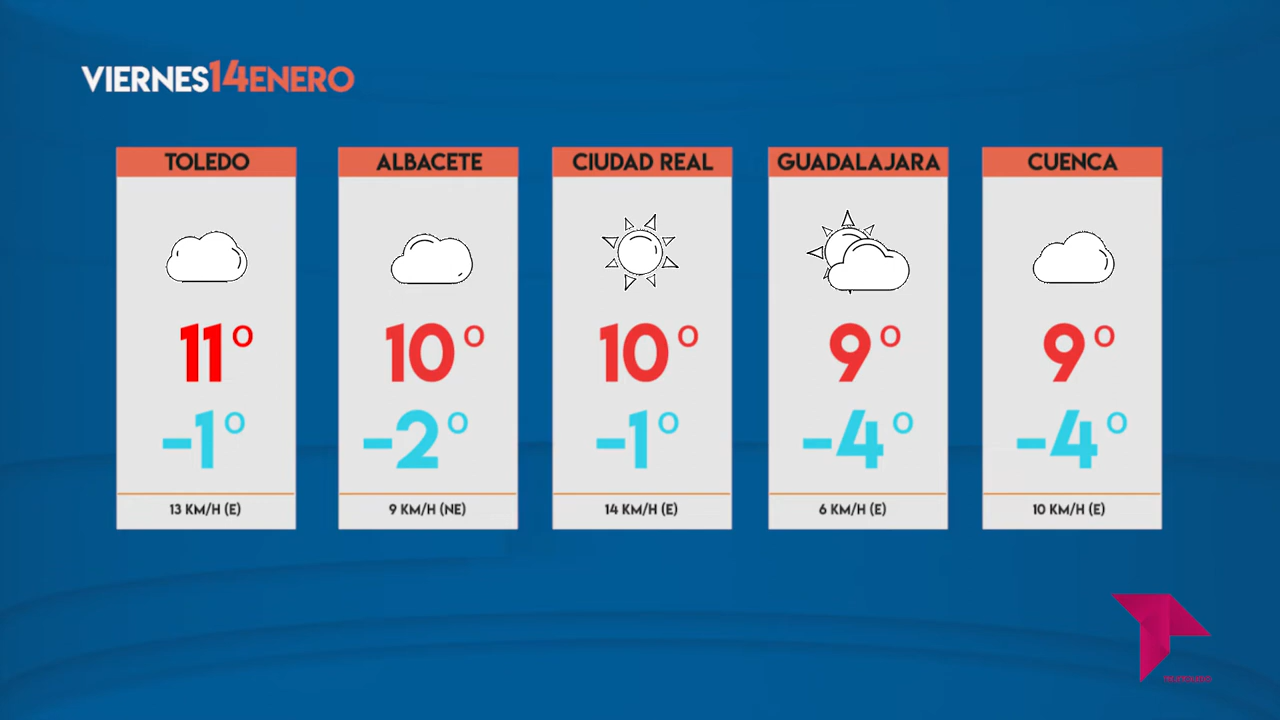 VIERNES14ENERO
TOLEDO
11°
-1°
13 KM/H (E)
ALBACETE
10°
-2°
9 KM/H (NE)
CIUDAD REAL
10°
-1°
14 KM/H (E)
GUADALAJARA
9°
-4°
6 KM/H (E)
CUENCA
9°
-4°
10 KM/H (E)